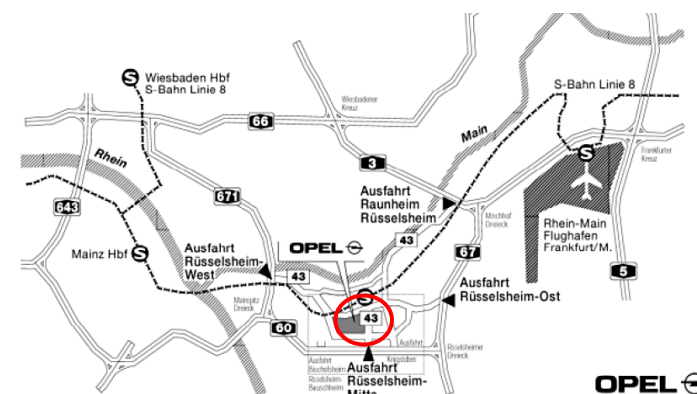 Wiesbaden Hbf
S-Bahn Linie 8
S-Bahn Linie 8
Wiesbadener
Kreuz
66
Main
3
Frankfurter
Kreuz
Rhein
671
643
Ausfahrt
Raunheim
Rüsselsheim
Mönchhof
Dreieck
Rhein-Main
Flughafen
Frankfurt/M.
43
OPEL
Mainz Hbf
Ausfahrt
Rüsselsheim-
West
43
67
5
Ausfahrt
Rüsselsheim-Ost
Mainspitz
Dreieck
60
43
Rüsselsheimer
Dreieck
Ausfahrt
Bischofsheim
Rüsselsheim-
Bauschheim
Ausfahrt
Königstädten
Ausfahrt
Rüsselsheim-
Mitte
OPEL
S
S
S
S